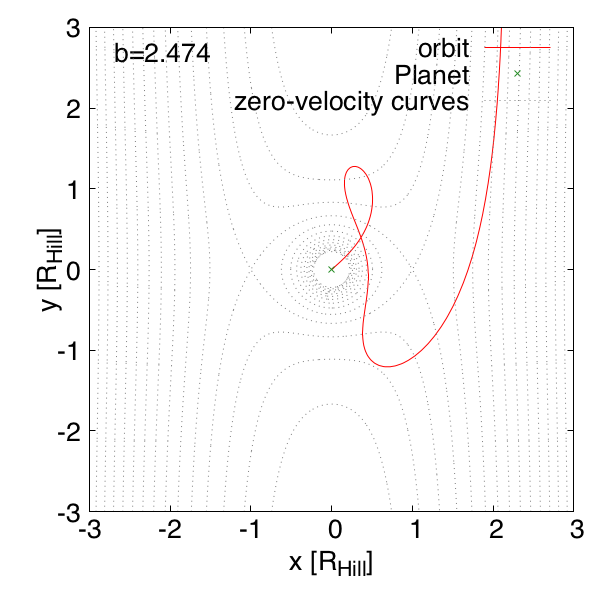 b=2.474
orbit
Planet
zero-velocity curves
3
2
1
0
-1
-2
-3
y [R_Hill]
-3
-2
-1
0
1
2
3
x [R_Hill]